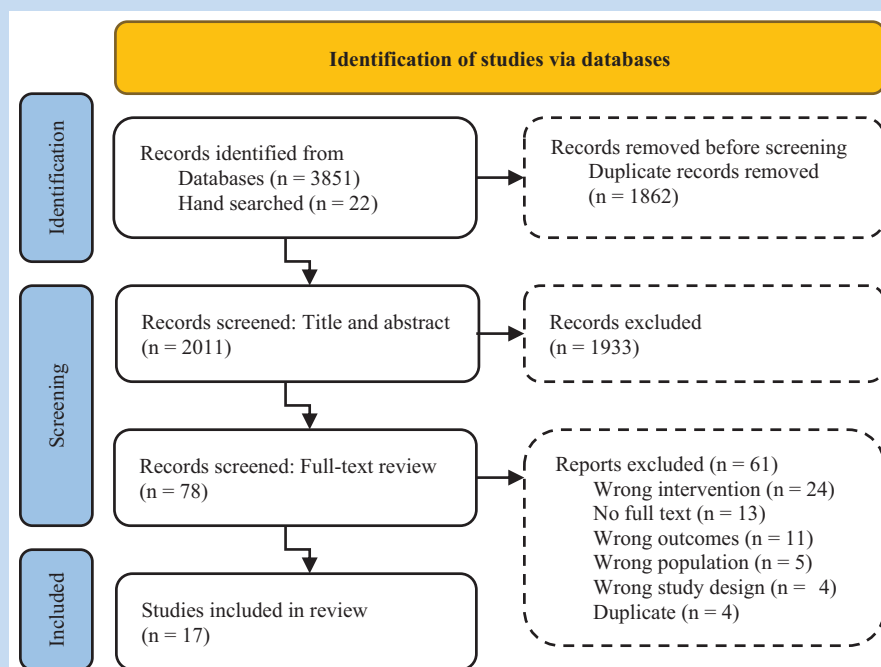 Identification of studies via databases
Identification
Records identified from
Databases (n = 3851)
Hand searched (n = 22)
Records removed before screening
Duplicate records removed
(n = 1862)
Screening
Records screened: Title and abstract
(n = 2011)
Records excluded
(n = 1933)
Records screened: Full-text review
(n = 78)
Reports excluded (n = 61)
Wrong intervention (n = 24)
No full text (n = 13)
Wrong outcomes (n = 11)
Wrong population (n = 5)
Wrong study design (n = 4)
Duplicate (n = 4)
Included
Studies included in review
(n = 17)